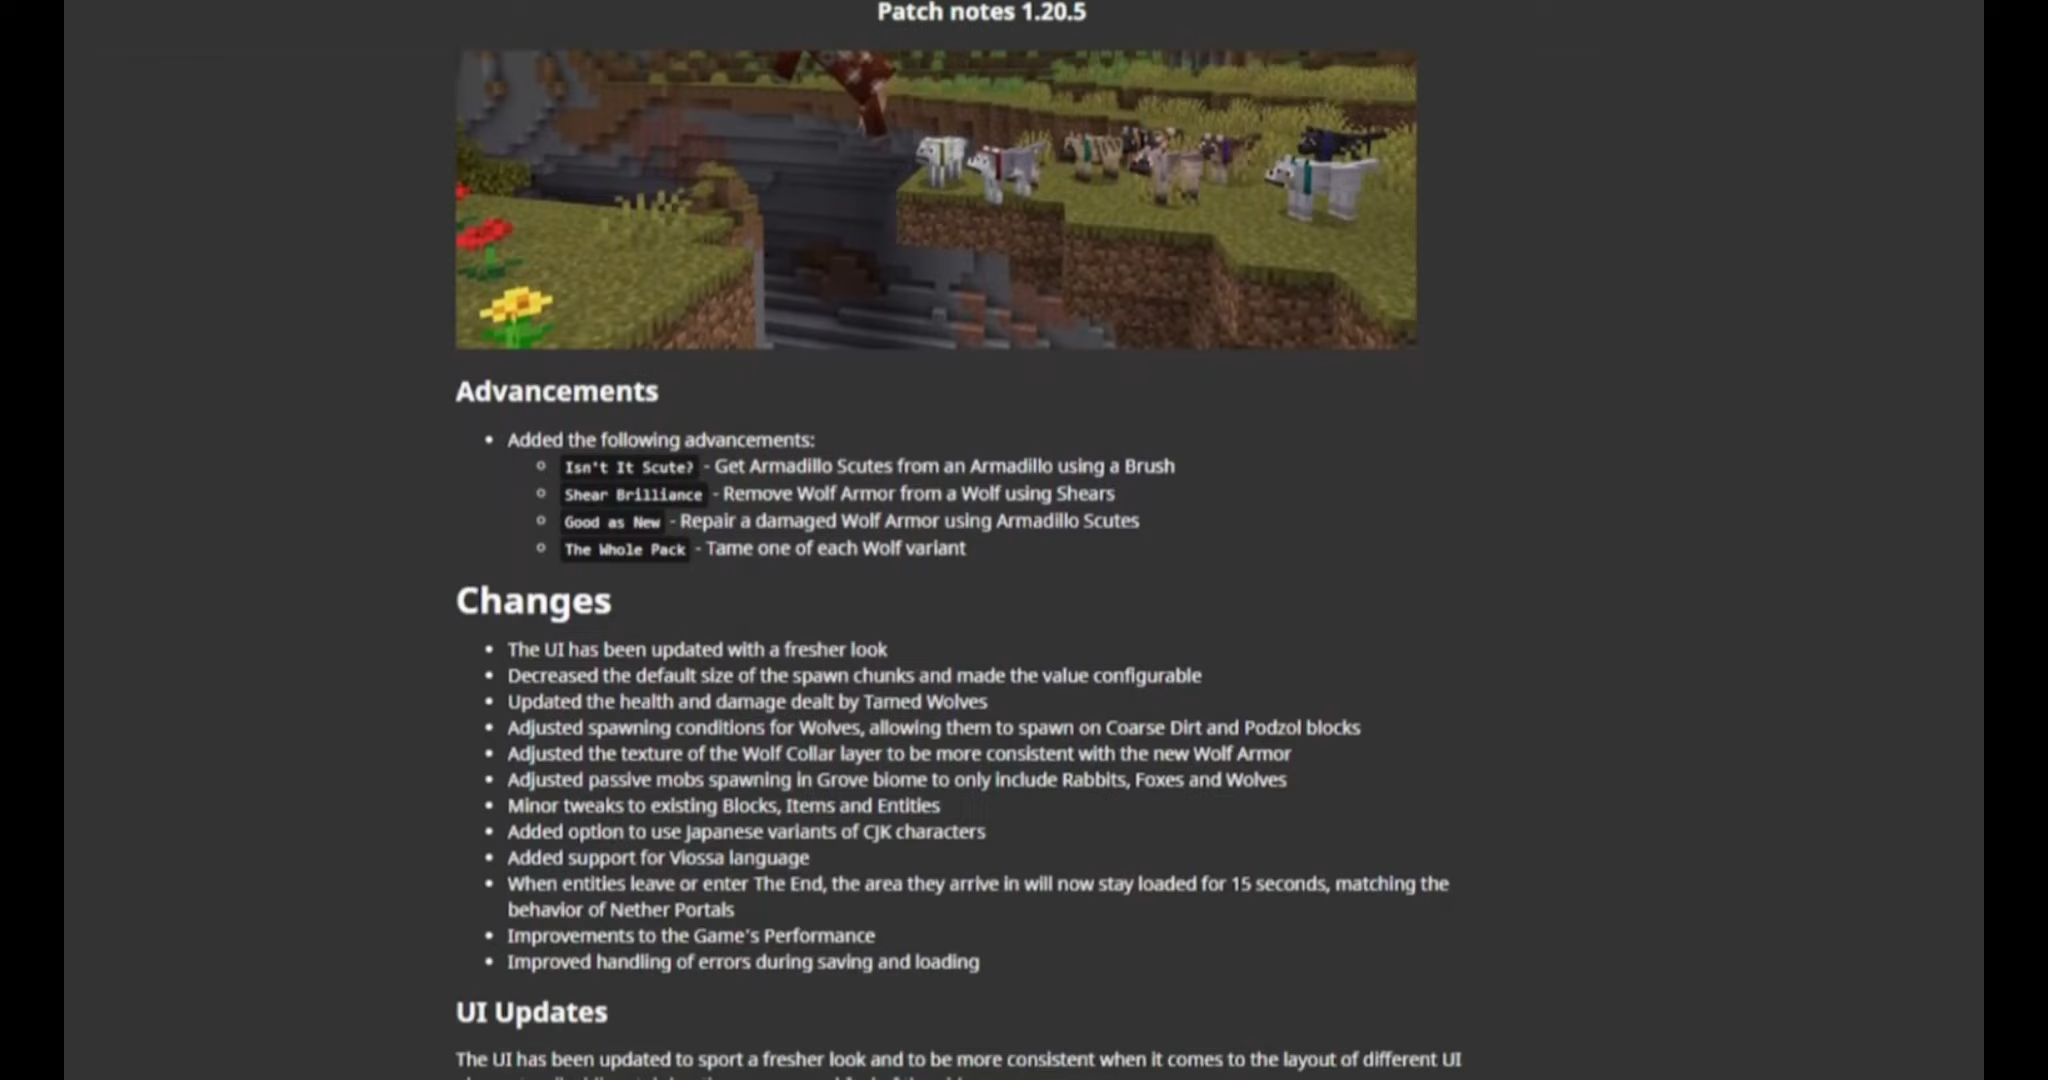 Patch notes 1.20.5
Advancements
• Added the following advancements:
Isn't It Scute? - Get Armadillo Scutes from an Armadillo using a Brush
Shear Brilliance - Remove Wolf Armor from a Wolf using Shears
Good as New - Repair a damaged Wolf Armor using Armadillo Scutes
The Whole Pack - Tame one of each Wolf variant
Changes
• The UI has been updated with a fresher look
• Decreased the default size of the spawn chunks and made the value configurable
• Updated the health and damage dealt by Tamed Wolves
• Adjusted spawning conditions for Wolves, allowing them to spawn on Coarse Dirt and Podzol blocks
• Adjusted the texture of the Wolf Collar layer to be more consistent with the new Wolf Armor
• Adjusted passive mobs spawning in Grove biome to only include Rabbits, Foxes and Wolves
• Minor tweaks to existing Blocks, Items and Entities
• Added option to use Japanese variants of CJK characters
• Added support for Viossa language
• When entities leave or enter The End, the area they arrive in will now stay loaded for 15 seconds, matching the
behavior of Nether Portals
• Improvements to the Game's Performance
• Improved handling of errors during saving and loading
UI Updates
The UI has been updated to sport a fresher look and to be more consistent when it comes to the layout of different UI